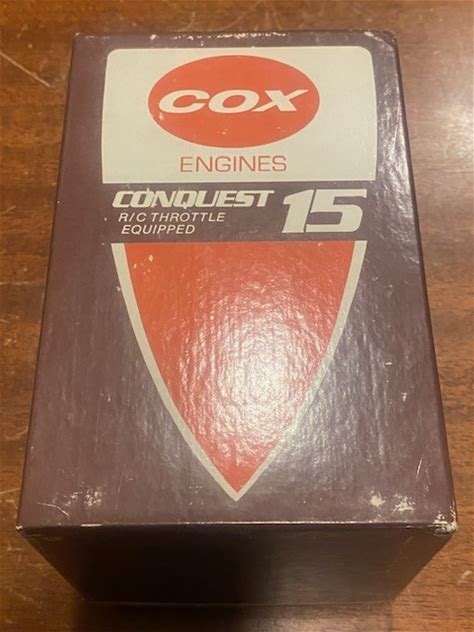 COX
ENGINES
CONQUEST 15
R/C THROTTLE
EQUIPPED